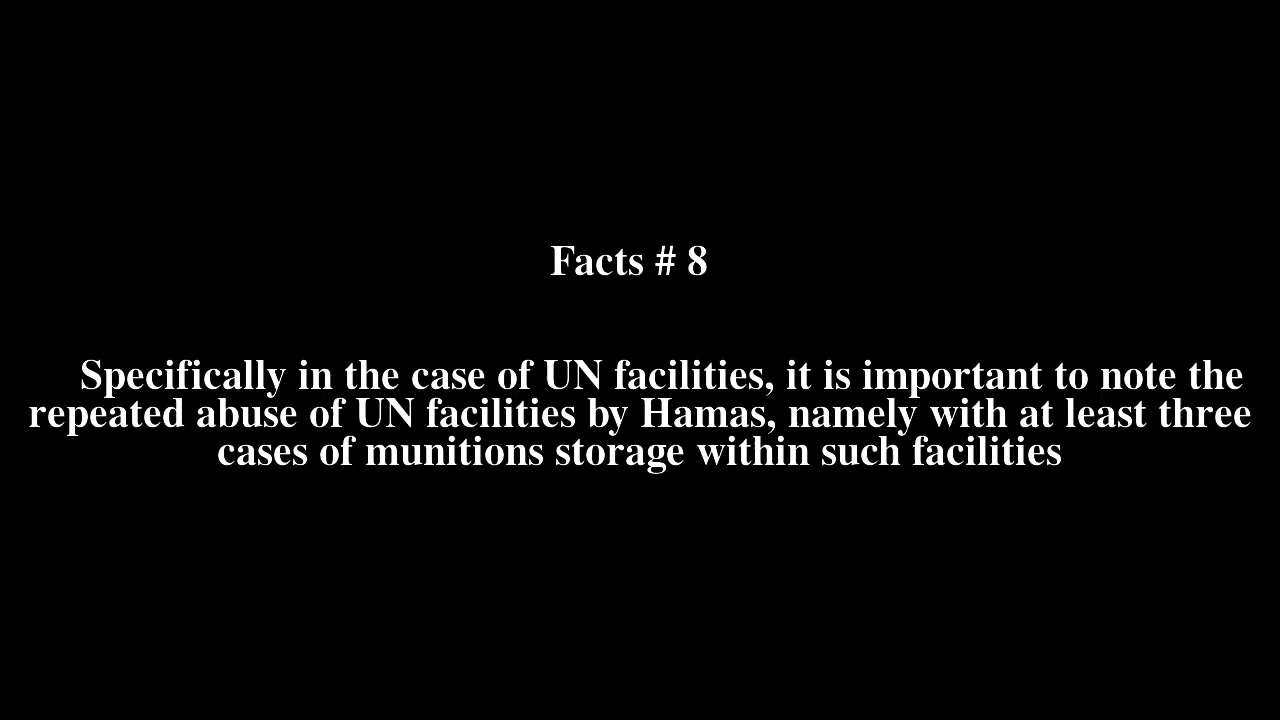 Facts # 8
Specifically in the case of UN facilities, it is important to note the
repeated abuse of UN facilities by Hamas, namely with at least three
cases of munitions storage within such facilities